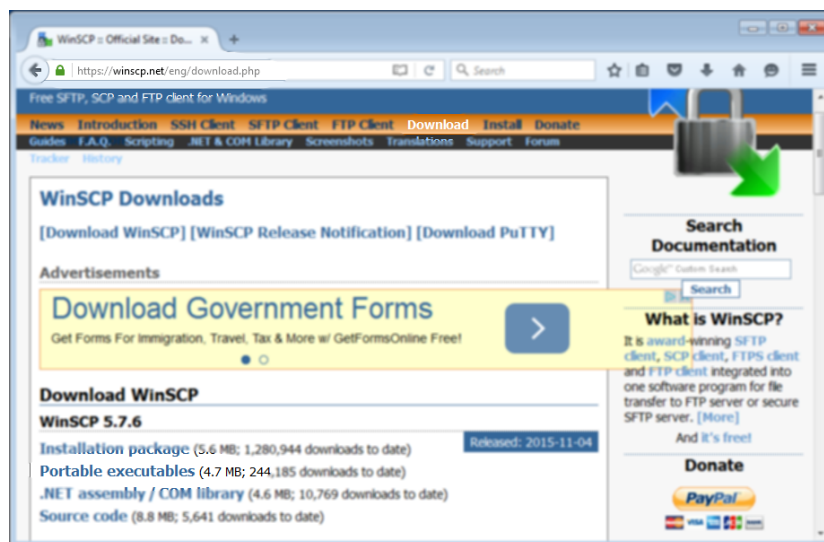 WinSCP :: Official Site :: Do...
https://winscp.net/eng/download.php
Search
Free SFTP, SCP and FTP client for Windows
News Introduction SSH Client SFTP Client FTP Client Download Install Donate
Guides F.A.Q. Scripting .NET & COM Library Screenshots Translations Support Forum
Tracker History
WinSCP Downloads
[Download WinSCP] [WinSCP Release Notification] [Download PuTTY]
Advertisements
Download Government Forms
Get Forms For Immigration, Travel, Tax & More w/ GetFormsOnline Free!
Download WinSCP
WinSCP 5.7.6
Released: 2015-11-04
Installation package (5.6 MB; 1,280,944 downloads to date)
Portable executables (4.7 MB; 244,185 downloads to date)
.NET assembly / COM library (4.6 MB; 10,769 downloads to date)
Source code (8.8 MB; 5,641 downloads to date)
Search
Documentation
Google™ Custom Search
Search
What is WinSCP?
It is award-winning SFTP
client, SCP client, FTPS client
and FTP client integrated into
one software program for file
transfer to FTP server or secure
SFTP server. [More]
And it's free!
Donate
PayPal
VISA